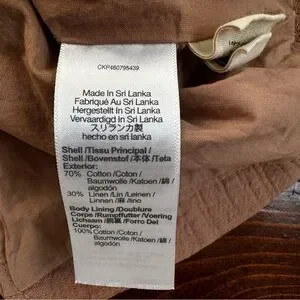 CKP460795439
Made In Sri Lanka
Fabriqué Au Sri Lanka
Hergestellt In Sri Lanka
Vervaardigd In Sri Lanka
スリランカ製
hecho en sri lanka
Shell /Tissu Principal /
Shell /Bovenstof /本体 /Tela
Exterior:
70% Cotton /Coton /
Baumwolle /Katoen /綿 /
algodón
30% Linen /Lin /Leinen /
Linnen /麻 /lino
Body Lining /Doublure
Corps /Rumpffutter /Voering
Lichaam /胴裏 /Forro Del
Cuerpo:
100% Cotton /Coton /
Baumwolle /Katoen /綿 /
algodón